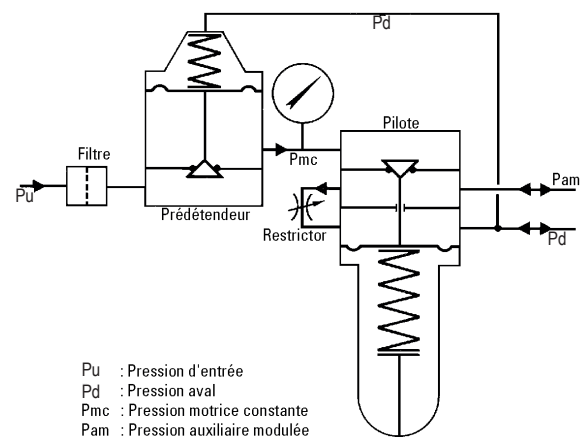 Pd
Pilote
Filtre
Pmc
Pam
Pu
Prédétendeur
Restrictor
Pd
Pu : Pression d'entrée
Pd : Pression aval
Pmc : Pression motrice constante
Pam : Pression auxiliaire modulée